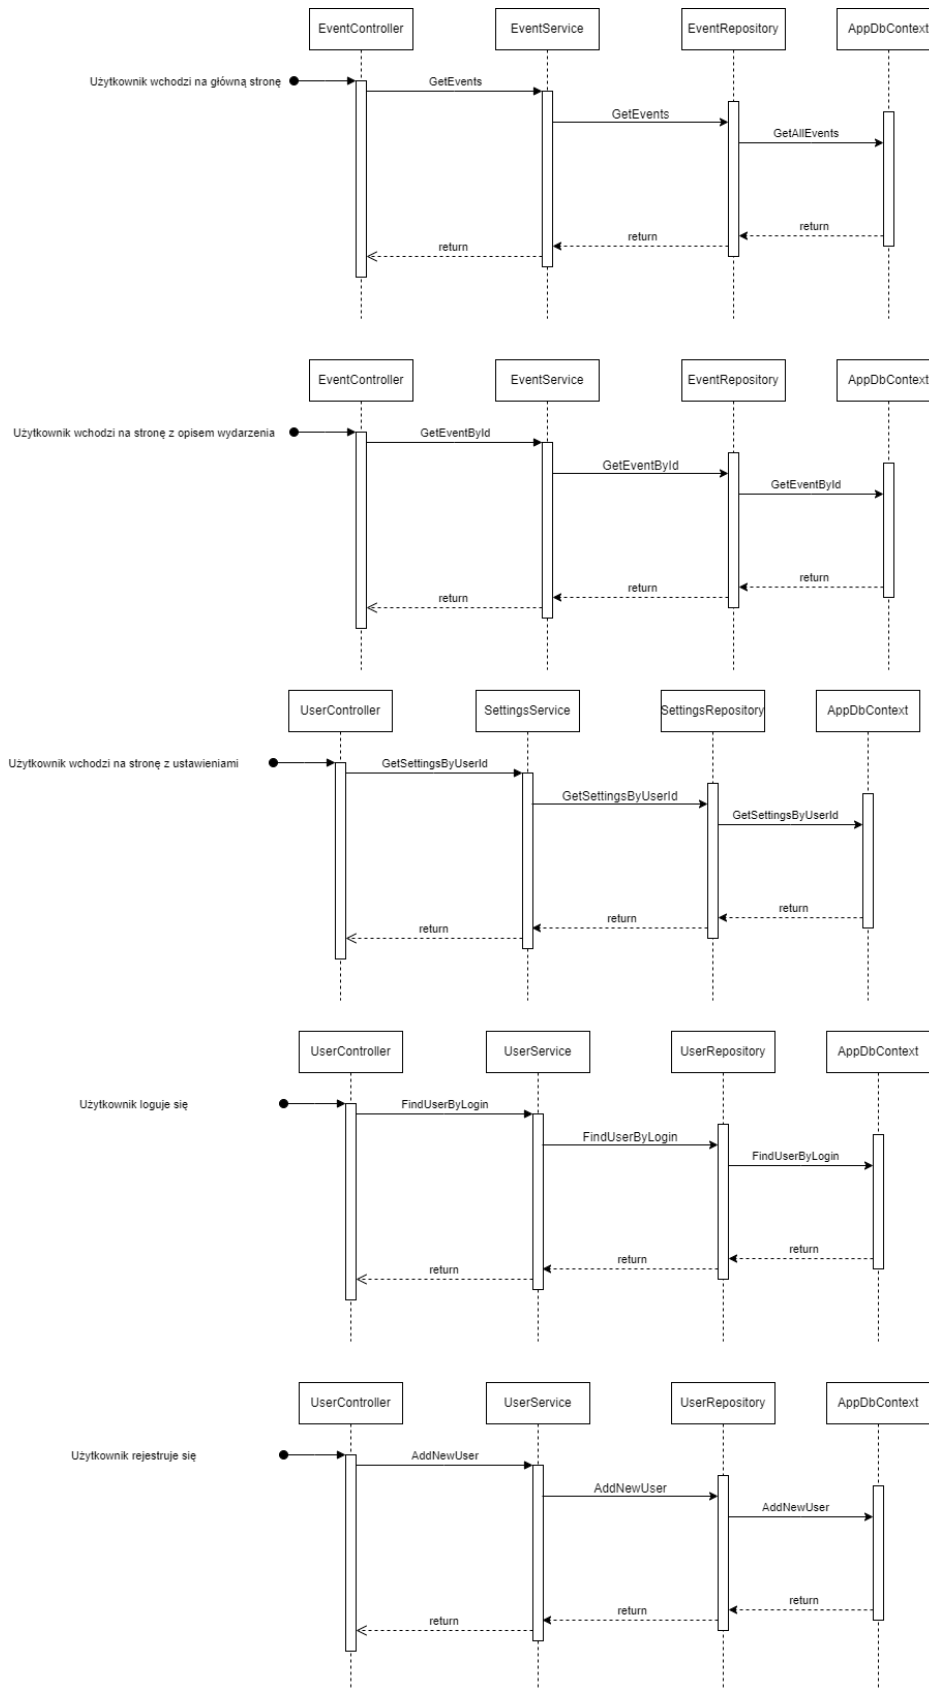 EventController
EventService
EventRepository
AppDbContext
Użytkownik wchodzi na główną stronę
GetEvents
GetEvents
GetAllEvents
return
return
return
EventController
EventService
EventRepository
AppDbContext
Użytkownik wchodzi na stronę z opisem wydarzenia
GetEventById
GetEventById
GetEventById
return
return
return
UserController
SettingsService
SettingsRepository
AppDbContext
Użytkownik wchodzi na stronę z ustawieniami
GetSettingsByUserId
GetSettingsByUserId
GetSettingsByUserId
return
return
return
UserController
UserService
UserRepository
AppDbContext
Użytkownik loguje się
FindUserByLogin
FindUserByLogin
FindUserByLogin
return
return
return
UserController
UserService
UserRepository
AppDbContext
Użytkownik rejestruje się
AddNewUser
AddNewUser
AddNewUser
return
return
return